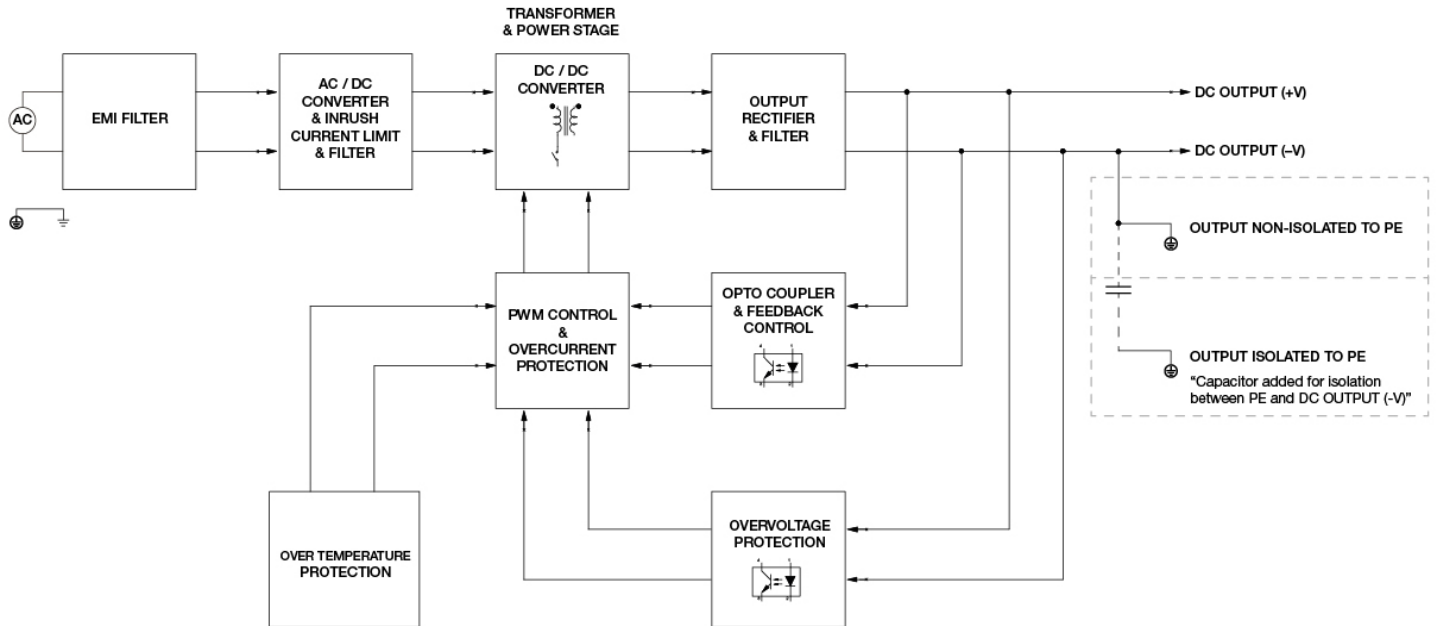 TRANSFORMER
& POWER STAGE
AC
EMI FILTER
AC / DC
CONVERTER
& INRUSH
CURRENT LIMIT
& FILTER
DC / DC
CONVERTER
OUTPUT
RECTIFIER
& FILTER
DC OUTPUT (+V)
DC OUTPUT (–V)
OUTPUT NON-ISOLATED TO PE
PWM CONTROL
&
OVERCURRENT
PROTECTION
OPTO COUPLER
& FEEDBACK
CONTROL
OUTPUT ISOLATED TO PE
"Capacitor added for isolation
between PE and DC OUTPUT (-V)"
OVER TEMPERATURE
PROTECTION
OVERVOLTAGE
PROTECTION